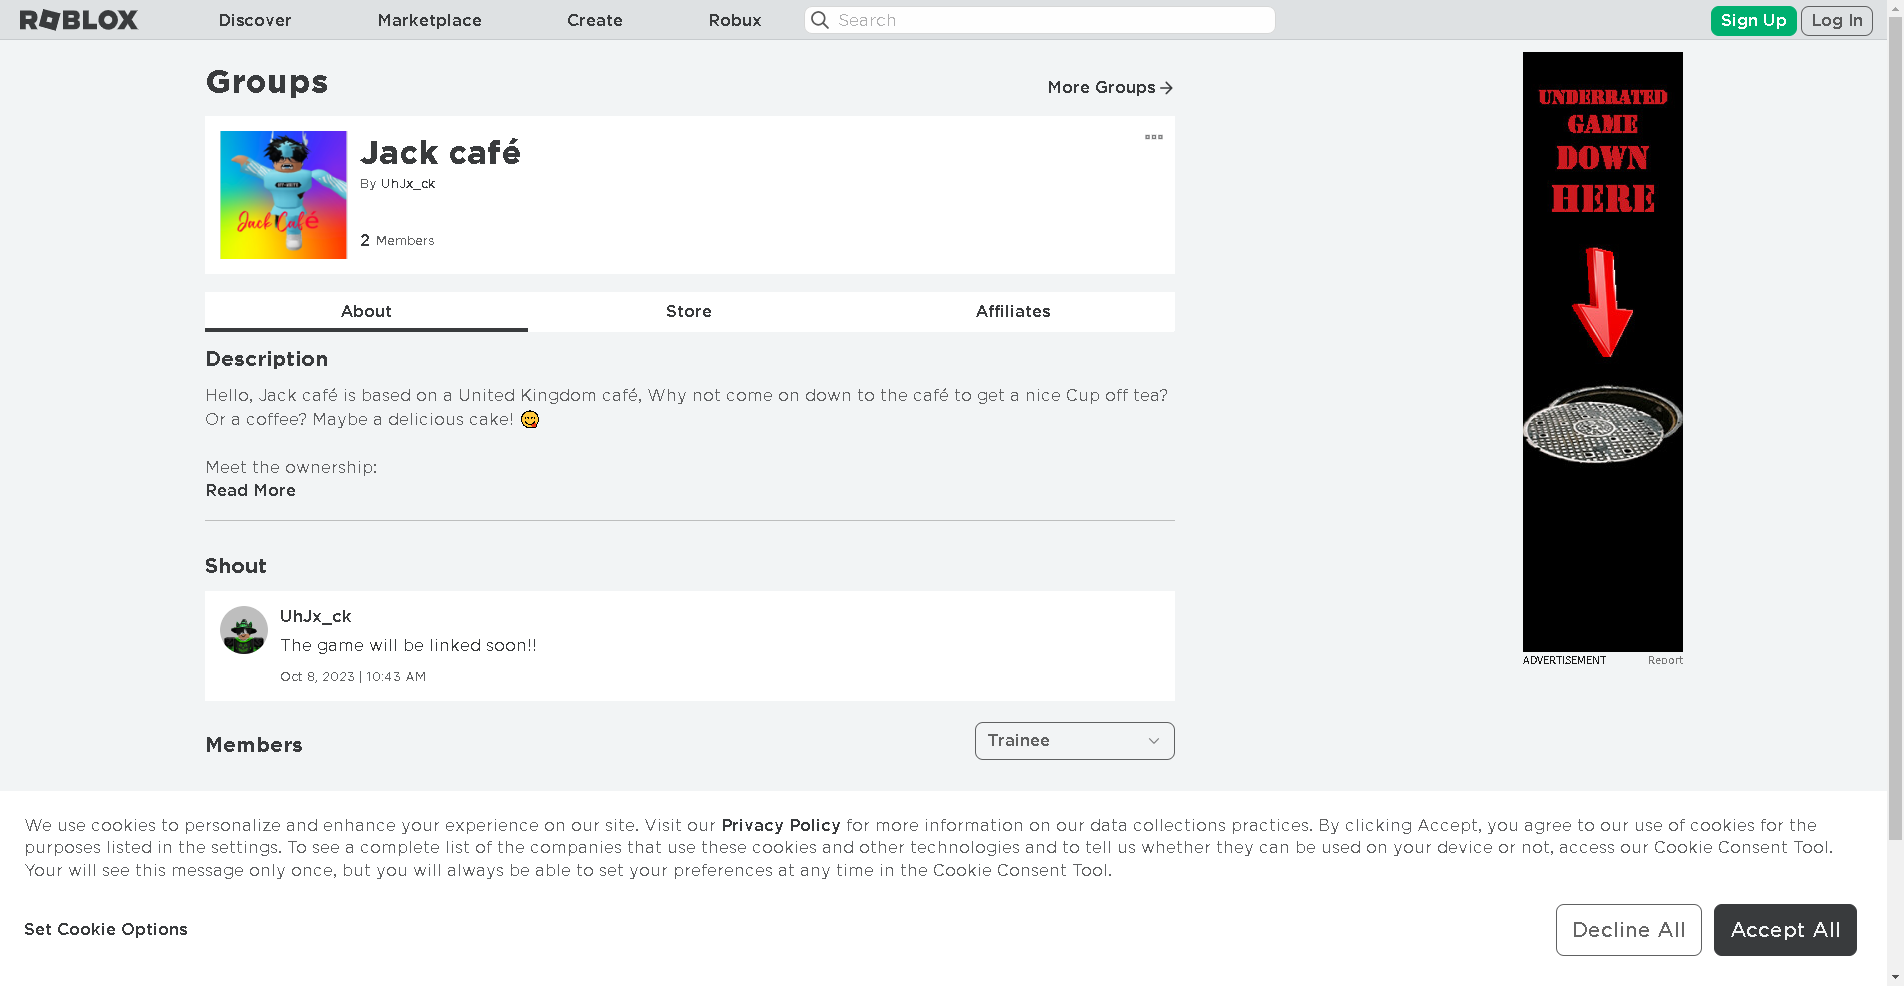 ROBLOX
Discover
Marketplace
Create
Robux
Search
Sign Up
Log In
Groups
More Groups
Jack café
Jack Café
By UhJx_ck
2 Members
About
Store
Affiliates
Description
Hello, Jack café is based on a United Kingdom café, Why not come on down to the café to get a nice Cup off tea?
Or a coffee? Maybe a delicious cake! 😋
Meet the ownership:
Read More
Shout
UhJx_ck
The game will be linked soon!!
Oct 8, 2023 | 10:43 AM
Members
Trainee
UNDERRATED
GAME
DOWN
HERE
ADVERTISEMENT
Report
We use cookies to personalize and enhance your experience on our site. Visit our Privacy Policy for more information on our data collections practices. By clicking Accept, you agree to our use of cookies for the
purposes listed in the settings. To see a complete list of the companies that use these cookies and other technologies and to tell us whether they can be used on your device or not, access our Cookie Consent Tool.
Your will see this message only once, but you will always be able to set your preferences at any time in the Cookie Consent Tool.
Set Cookie Options
Decline All
Accept All